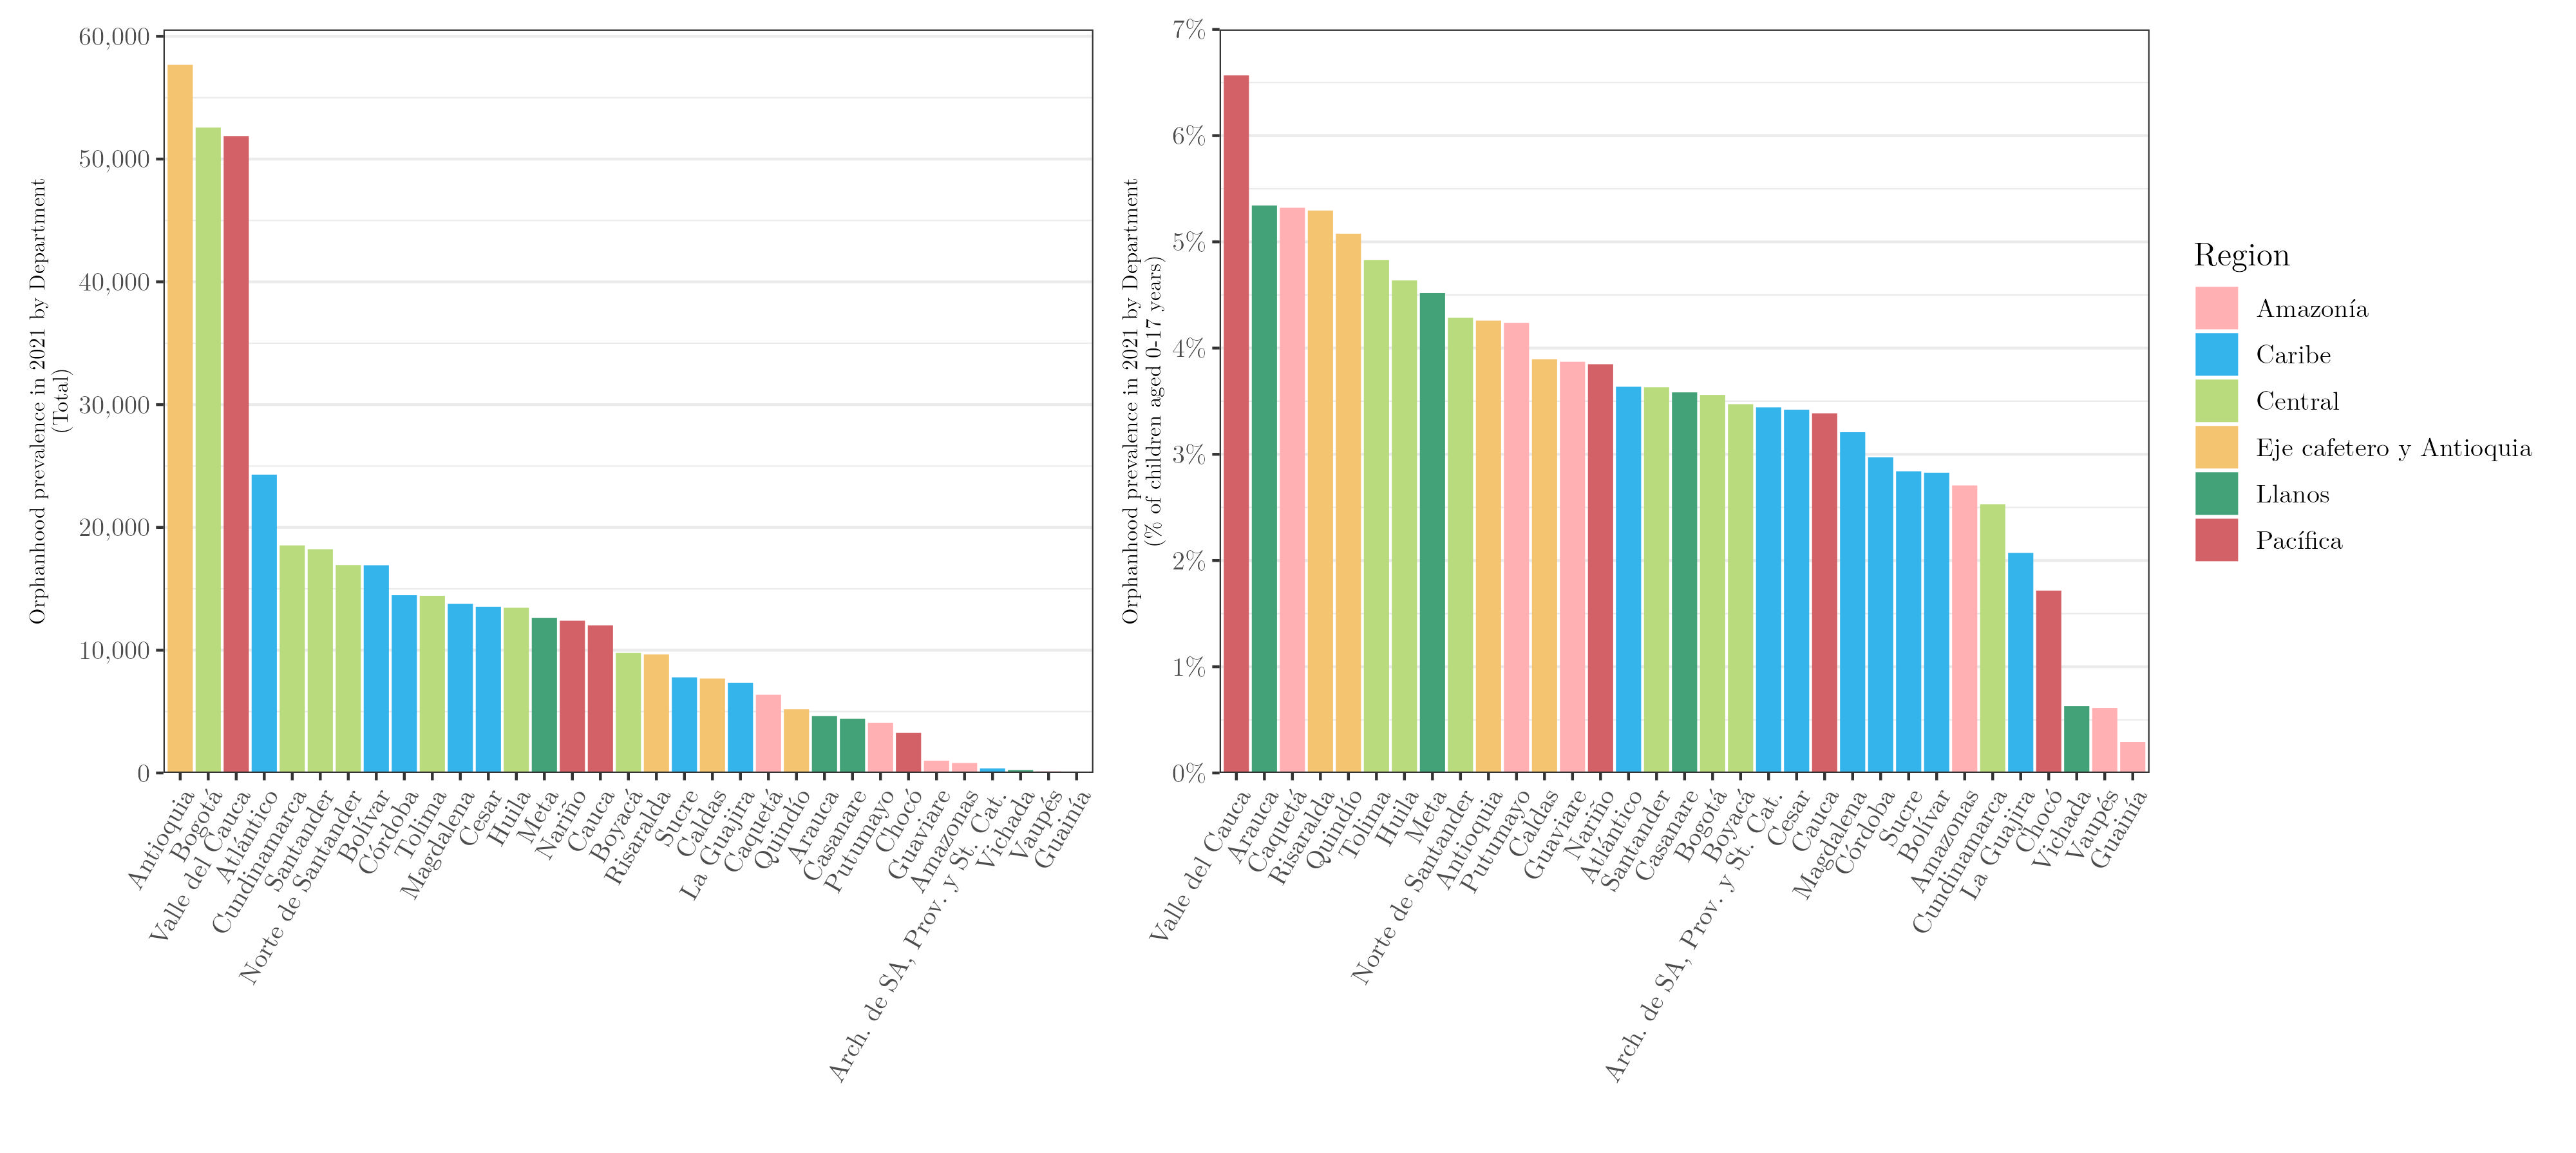 Orphanhood prevalence in 2021 by Department
(Total)
60,000
50,000
40,000
30,000
20,000
10,000
0
Antioquia
Bogotá
Valle del Cauca
Atlántico
Cundinamarca
Santander
Norte de Santander
Bolívar
Córdoba
Tolima
Magdalena
Cesar
Huila
Meta
Nariño
Cauca
Boyacá
Risaralda
Sucre
Caldas
La Guajira
Caquetá
Quindío
Arauca
Casanare
Putumayo
Chocó
Guaviare
Amazonas
Arch. de SA, Prov. y St. Cat.
Vichada
Vaupés
Guainía
Orphanhood prevalence in 2021 by Department
(% of children aged 0-17 years)
7%
6%
5%
4%
3%
2%
1%
0%
Valle del Cauca
Arauca
Caquetá
Risaralda
Quindío
Tolima
Huila
Meta
Norte de Santander
Antioquia
Putumayo
Caldas
Guaviare
Nariño
Atlántico
Santander
Casanare
Bogotá
Boyacá
Arch. de SA, Prov. y St. Cat.
Cesar
Cauca
Magdalena
Córdoba
Sucre
Bolívar
Amazonas
Cundinamarca
La Guajira
Chocó
Vichada
Vaupés
Guainía
Region
Amazonía
Caribe
Central
Eje cafetero y Antioquia
Llanos
Pacífica